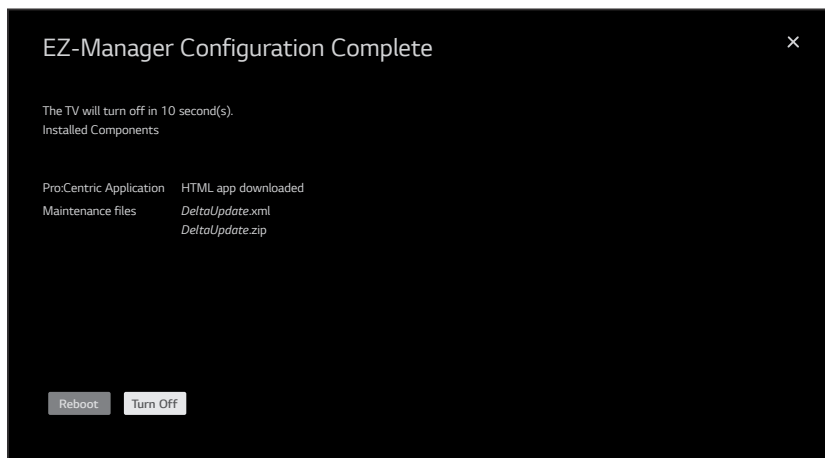 EZ-Manager Configuration Complete
The TV will turn off in 10 second(s).
Installed Components
Pro:Centric Application HTML app downloaded
Maintenance files DeltaUpdate.xml
DeltaUpdate.zip
Reboot Turn Off